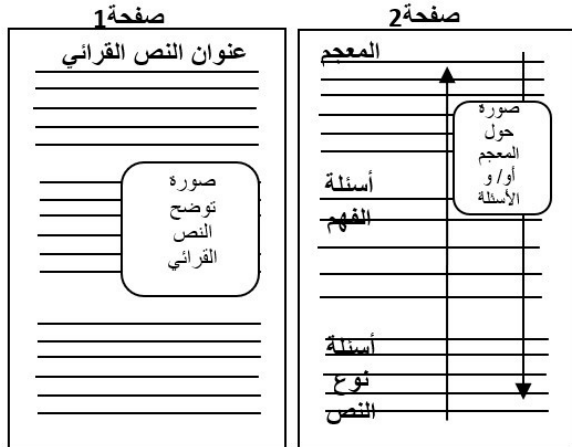 صفحة1
عنوان النص القرائي
صورة
توضح
النص
القرائي
صفحة2
المعجم
صورة
حول
المعجم
أو/ و
الأسئلة
أسئلة
الفهم
أسئلة
نوع
النص